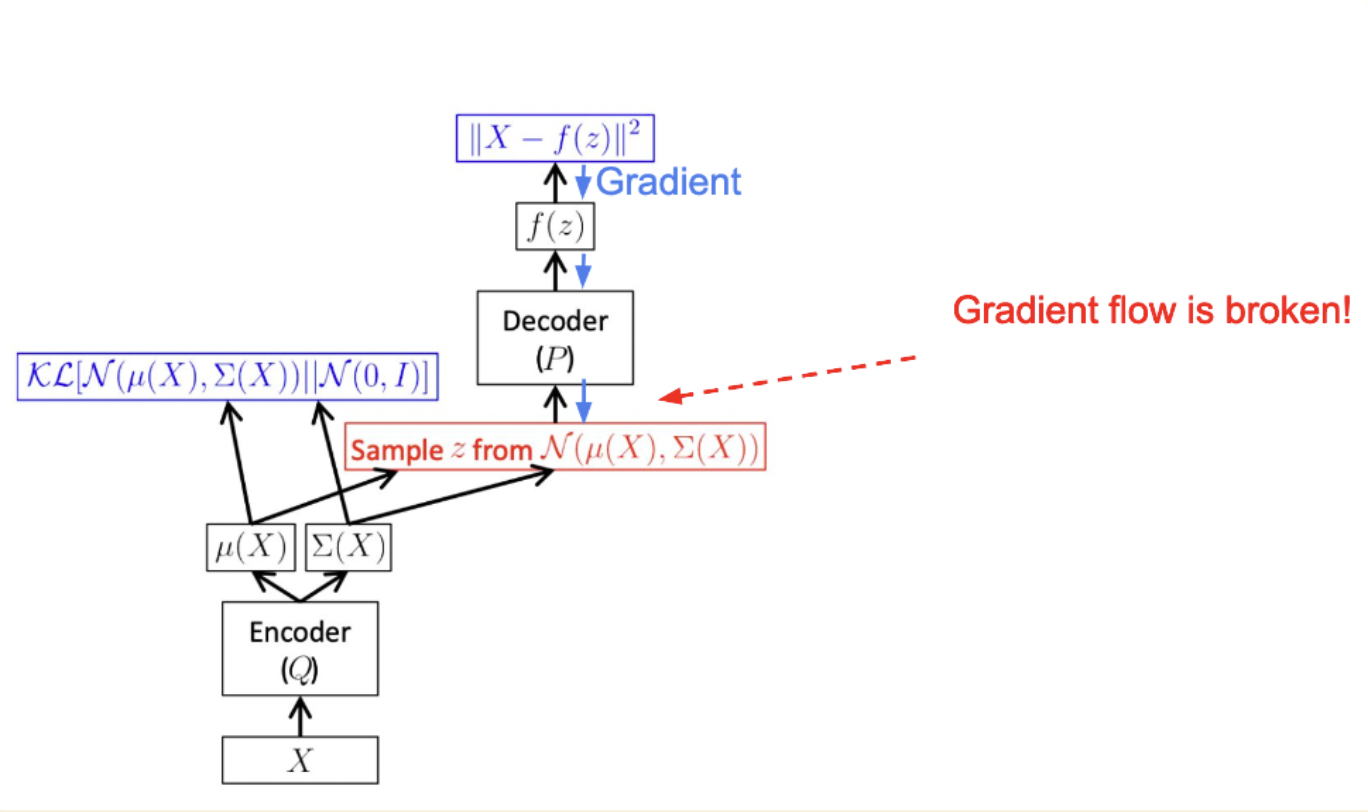 ‖X − f(z)‖²
Gradient
f(z)
Decoder
(P)
Gradient flow is broken!
𝒦ℒ[𝒩(μ(X), Σ(X))||𝒩(0, I)]
Sample z from 𝒩(μ(X), Σ(X))
μ(X)
Σ(X)
Encoder
(Q)
X